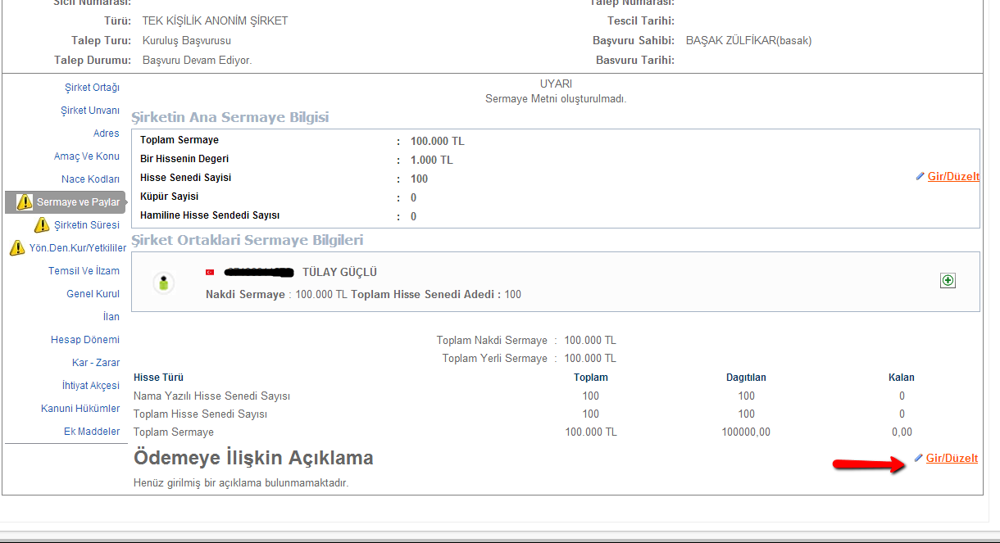 Sicil Numarası: Talep Numarası:
Türü: TEK KİŞİLİK ANONİM ŞİRKET Tescil Tarihi:
Talep Turu: Kuruluş Başvurusu Başvuru Sahibi: BAŞAK ZÜLFİKAR(basak)
Talep Durumu: Başvuru Devam Ediyor. Basvuru Tarihi:
Şirket Ortağı
Şirket Unvanı
Adres
Amaç Ve Konu
Nace Kodları
Sermaye ve Paylar
Şirketin Süresi
Yön.Den.Kur/Yetkililer
Temsil Ve İlzam
Genel Kurul
İlan
Hesap Dönemi
Kar - Zarar
İhtiyat Akçesi
Kanuni Hükümler
Ek Maddeler
UYARI
Sermaye Metni oluşturulmadı.
Şirketin Ana Sermaye Bilgisi
Toplam Sermaye : 100.000 TL
Bir Hissenin Degeri : 1.000 TL
Hisse Senedi Sayisi : 100
Gir/Düzelt
Küpür Sayisi : 0
Hamiline Hisse Sendedi Sayısı : 0
Şirket Ortaklari Sermaye Bilgileri
TÜLAY GÜÇLÜ
Nakdi Sermaye : 100.000 TL Toplam Hisse Senedi Adedi : 100
Toplam Nakdi Sermaye : 100.000 TL
Toplam Yerli Sermaye : 100.000 TL
Hisse Türü Toplam Dagıtılan Kalan
Nama Yazılı Hisse Senedi Sayısı 100 100 0
Toplam Hisse Senedi Sayısı 100 100 0
Toplam Sermaye 100.000 TL 100000,00 0,00
Ödemeye İlişkin Açıklama Gir/Düzelt
Henüz girilmiş bir açıklama bulunmamaktadır.